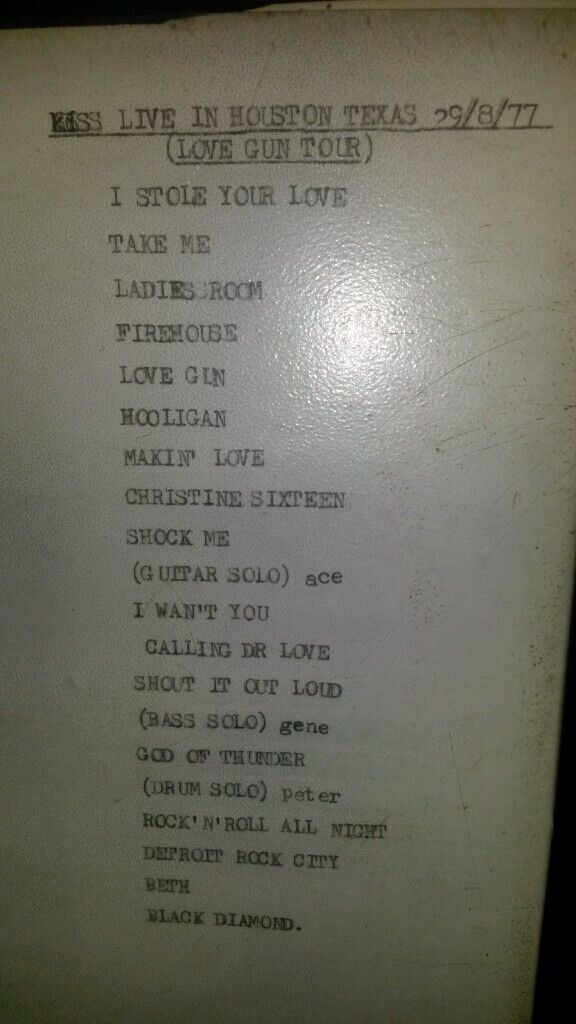 KISS LIVE IN HOUSTON TEXAS 29/8/77
(LOVE GUN TOUR)
I STOLE YOUR LOVE
TAKE ME
LADIES ROOM
FIREHOUSE
LOVE GUN
HOOLIGAN
MAKIN' LOVE
CHRISTINE SIXTEEN
SHOCK ME
(GUITAR SOLO) ace
I WAN'T YOU
CALLING DR LOVE
SHOUT IT OUT LOUD
(BASS SOLO) gene
GOD OF THUNDER
(DRUM SOLO) peter
ROCK'N'ROLL ALL NIGHT
DETROIT ROCK CITY
BETH
BLACK DIAMOND.